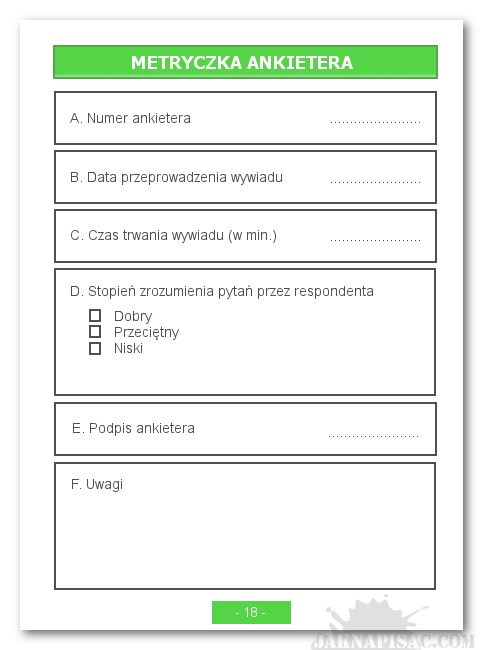 METRYCZKA ANKIETERA
A. Numer ankietera .......................
B. Data przeprowadzenia wywiadu .......................
C. Czas trwania wywiadu (w min.) .......................
D. Stopień zrozumienia pytań przez respondenta
Dobry
Przeciętny
Niski
E. Podpis ankietera .......................
F. Uwagi
- 18 -
JAKNAPISAC.COM